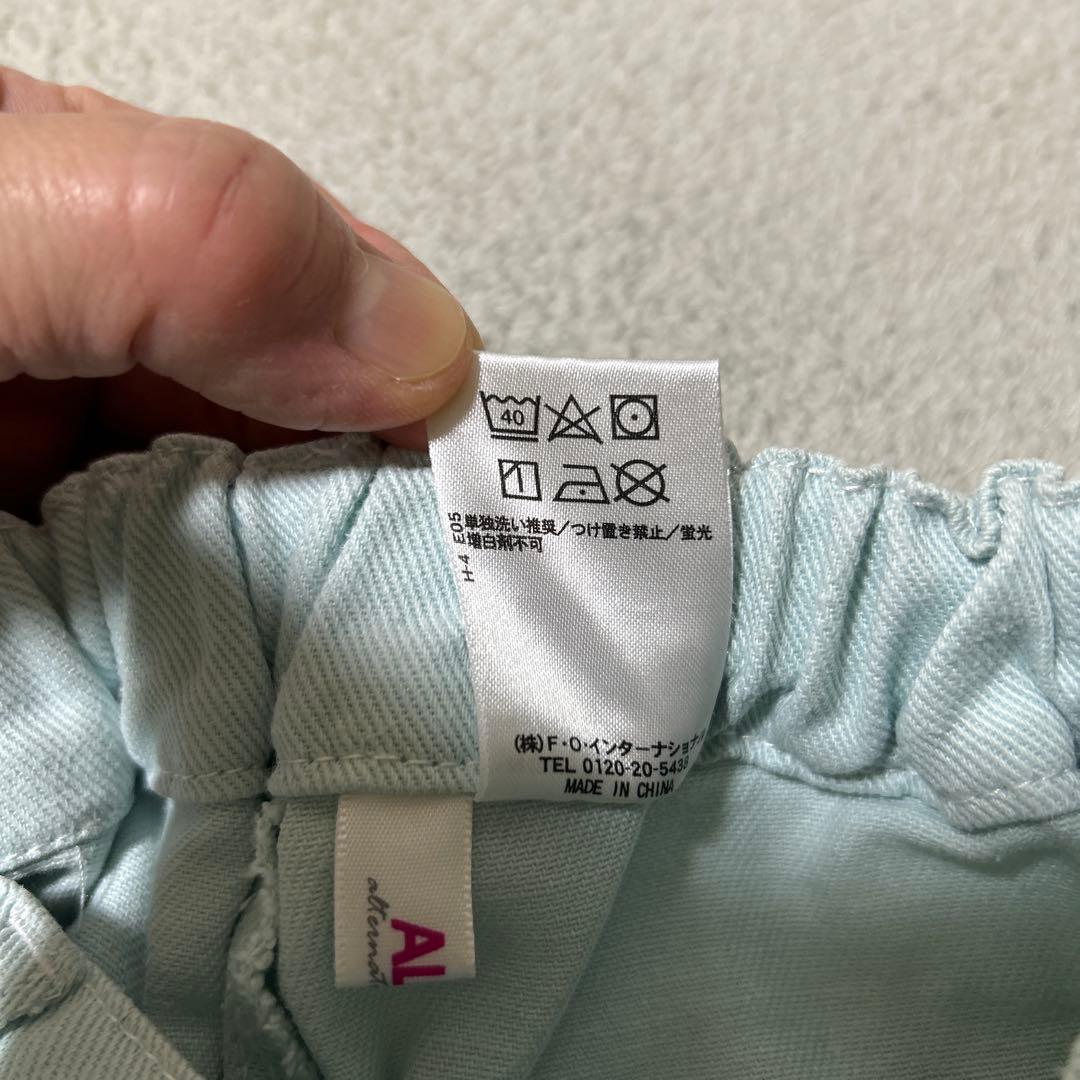 40
単独洗い推奨／つけ置き禁止／蛍光
増白剤不可
H-4 E05
(株)F・O・インターナショナル
TEL 0120-20-543
MADE IN CHINA
AL
alternat